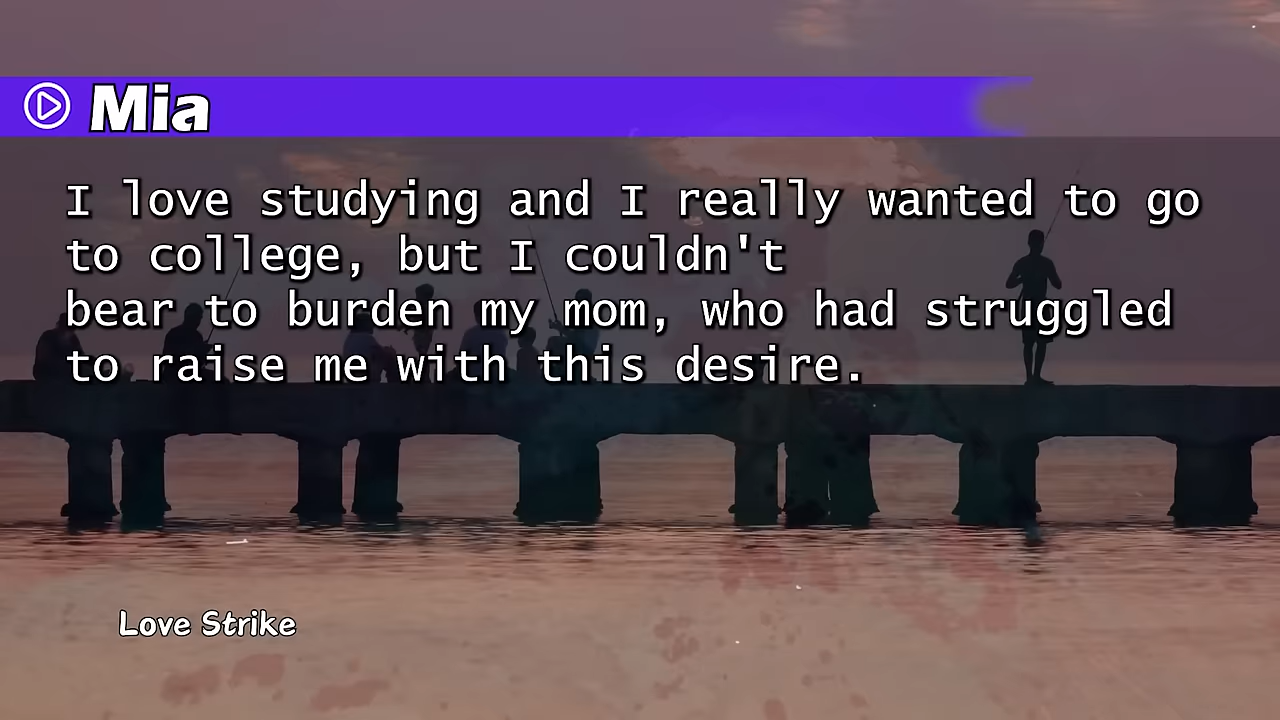 Mia
I love studying and I really wanted to go
to college, but I couldn't
bear to burden my mom, who had struggled
to raise me with this desire.
Love Strike